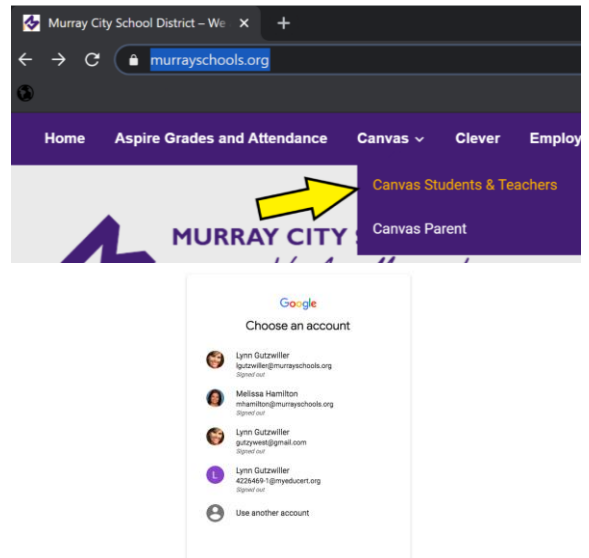 Murray City School District – We
murrayschools.org
Home Aspire Grades and Attendance Canvas Clever Employ
Canvas Students & Teachers
Canvas Parent
MURRAY CITY
Google
Choose an account
Lynn Gutzwiller
lgutzwiller@murrayschools.org
Signed out
Melissa Hamilton
mhamilton@murrayschools.org
Signed out
Lynn Gutzwiller
gutzywest@gmail.com
Signed out
L
Lynn Gutzwiller
4226469-1@myeducert.org
Signed out
Use another account